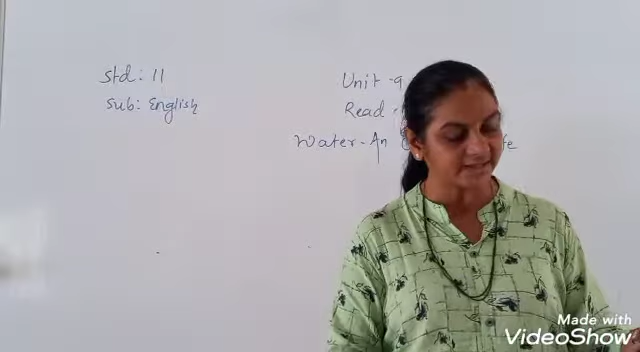 Std: 11
Sub: English
Unit - 9
Read :
Water - An
Made with
VideoShow